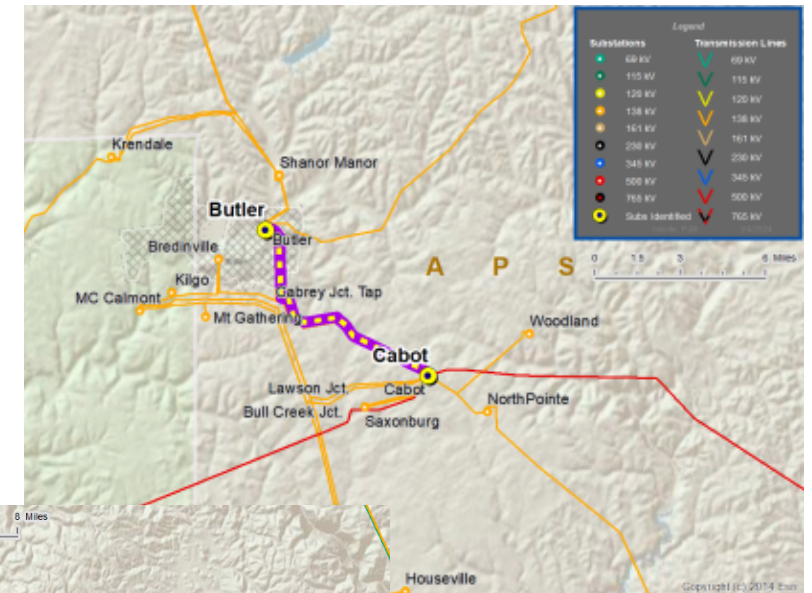 Legend
Substations Transmission Lines
69 kV 69 kV
115 kV 115 kV
120 kV 120 kV
138 kV 138 kV
161 kV 161 kV
230 kV 230 kV
345 kV 345 kV
500 kV 500 kV
765 kV 765 kV
Subs Identified
Krendale
Shanor Manor
Butler
Butler
Bredinville
A P S
0 1.5 3 6 Miles
Kilgo
Gabrey Jct. Tap
MC Calmont
Mt Gathering
Woodland
Cabot
Lawson Jct.
Cabot
Bull Creek Jct.
NorthPointe
Saxonburg
8 Miles
Houseville
Copyright (c) 2014 Esri